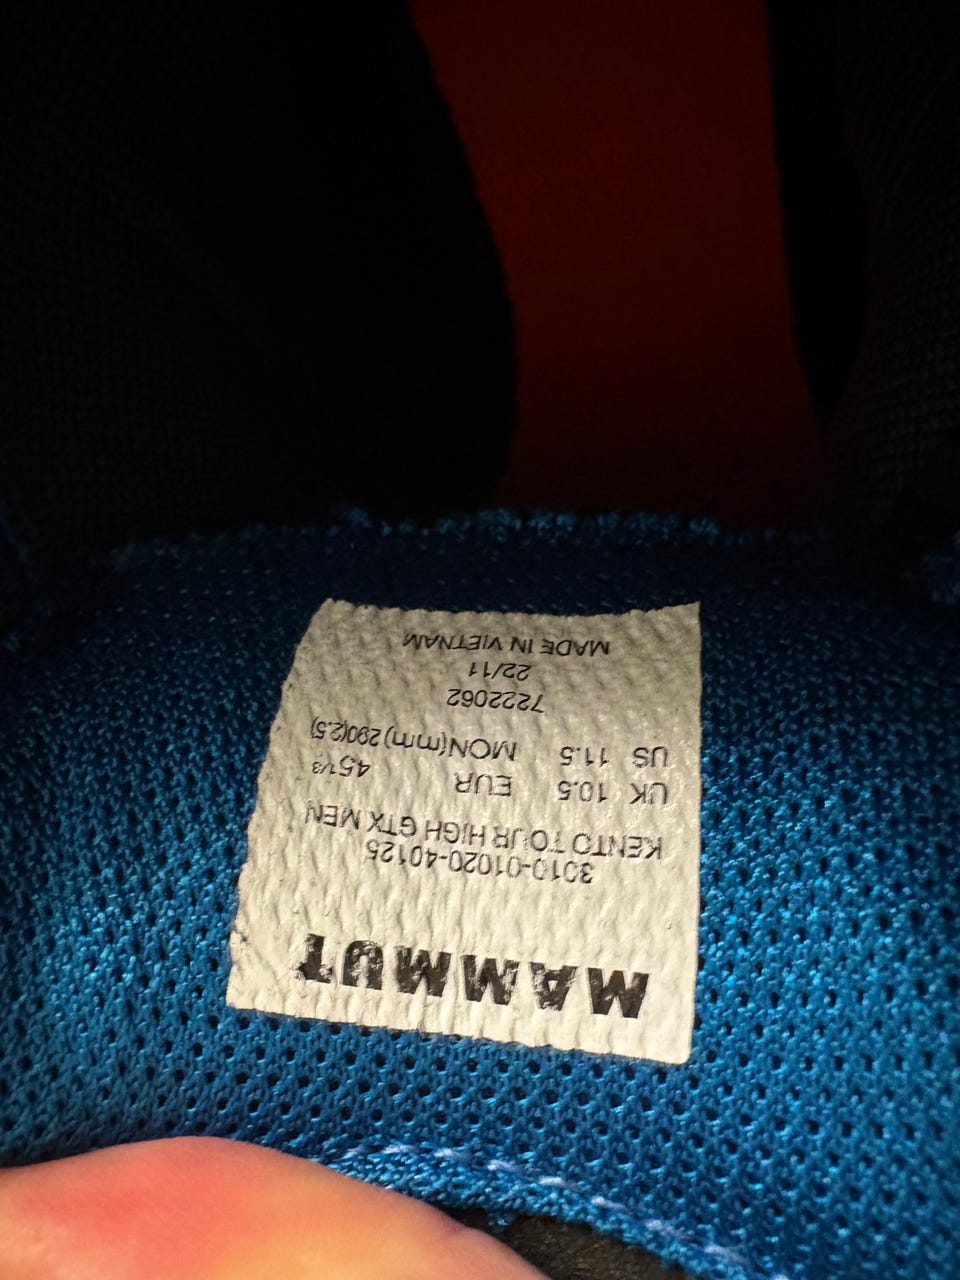 MAMMUT
3010-01020-40125
KENTO TOUR HIGH GTX MEN
UK 10.5 EUR 45 1/3
US 11.5 MON(mm) 290(2.5)
7222062
22/11
MADE IN VIETNAM